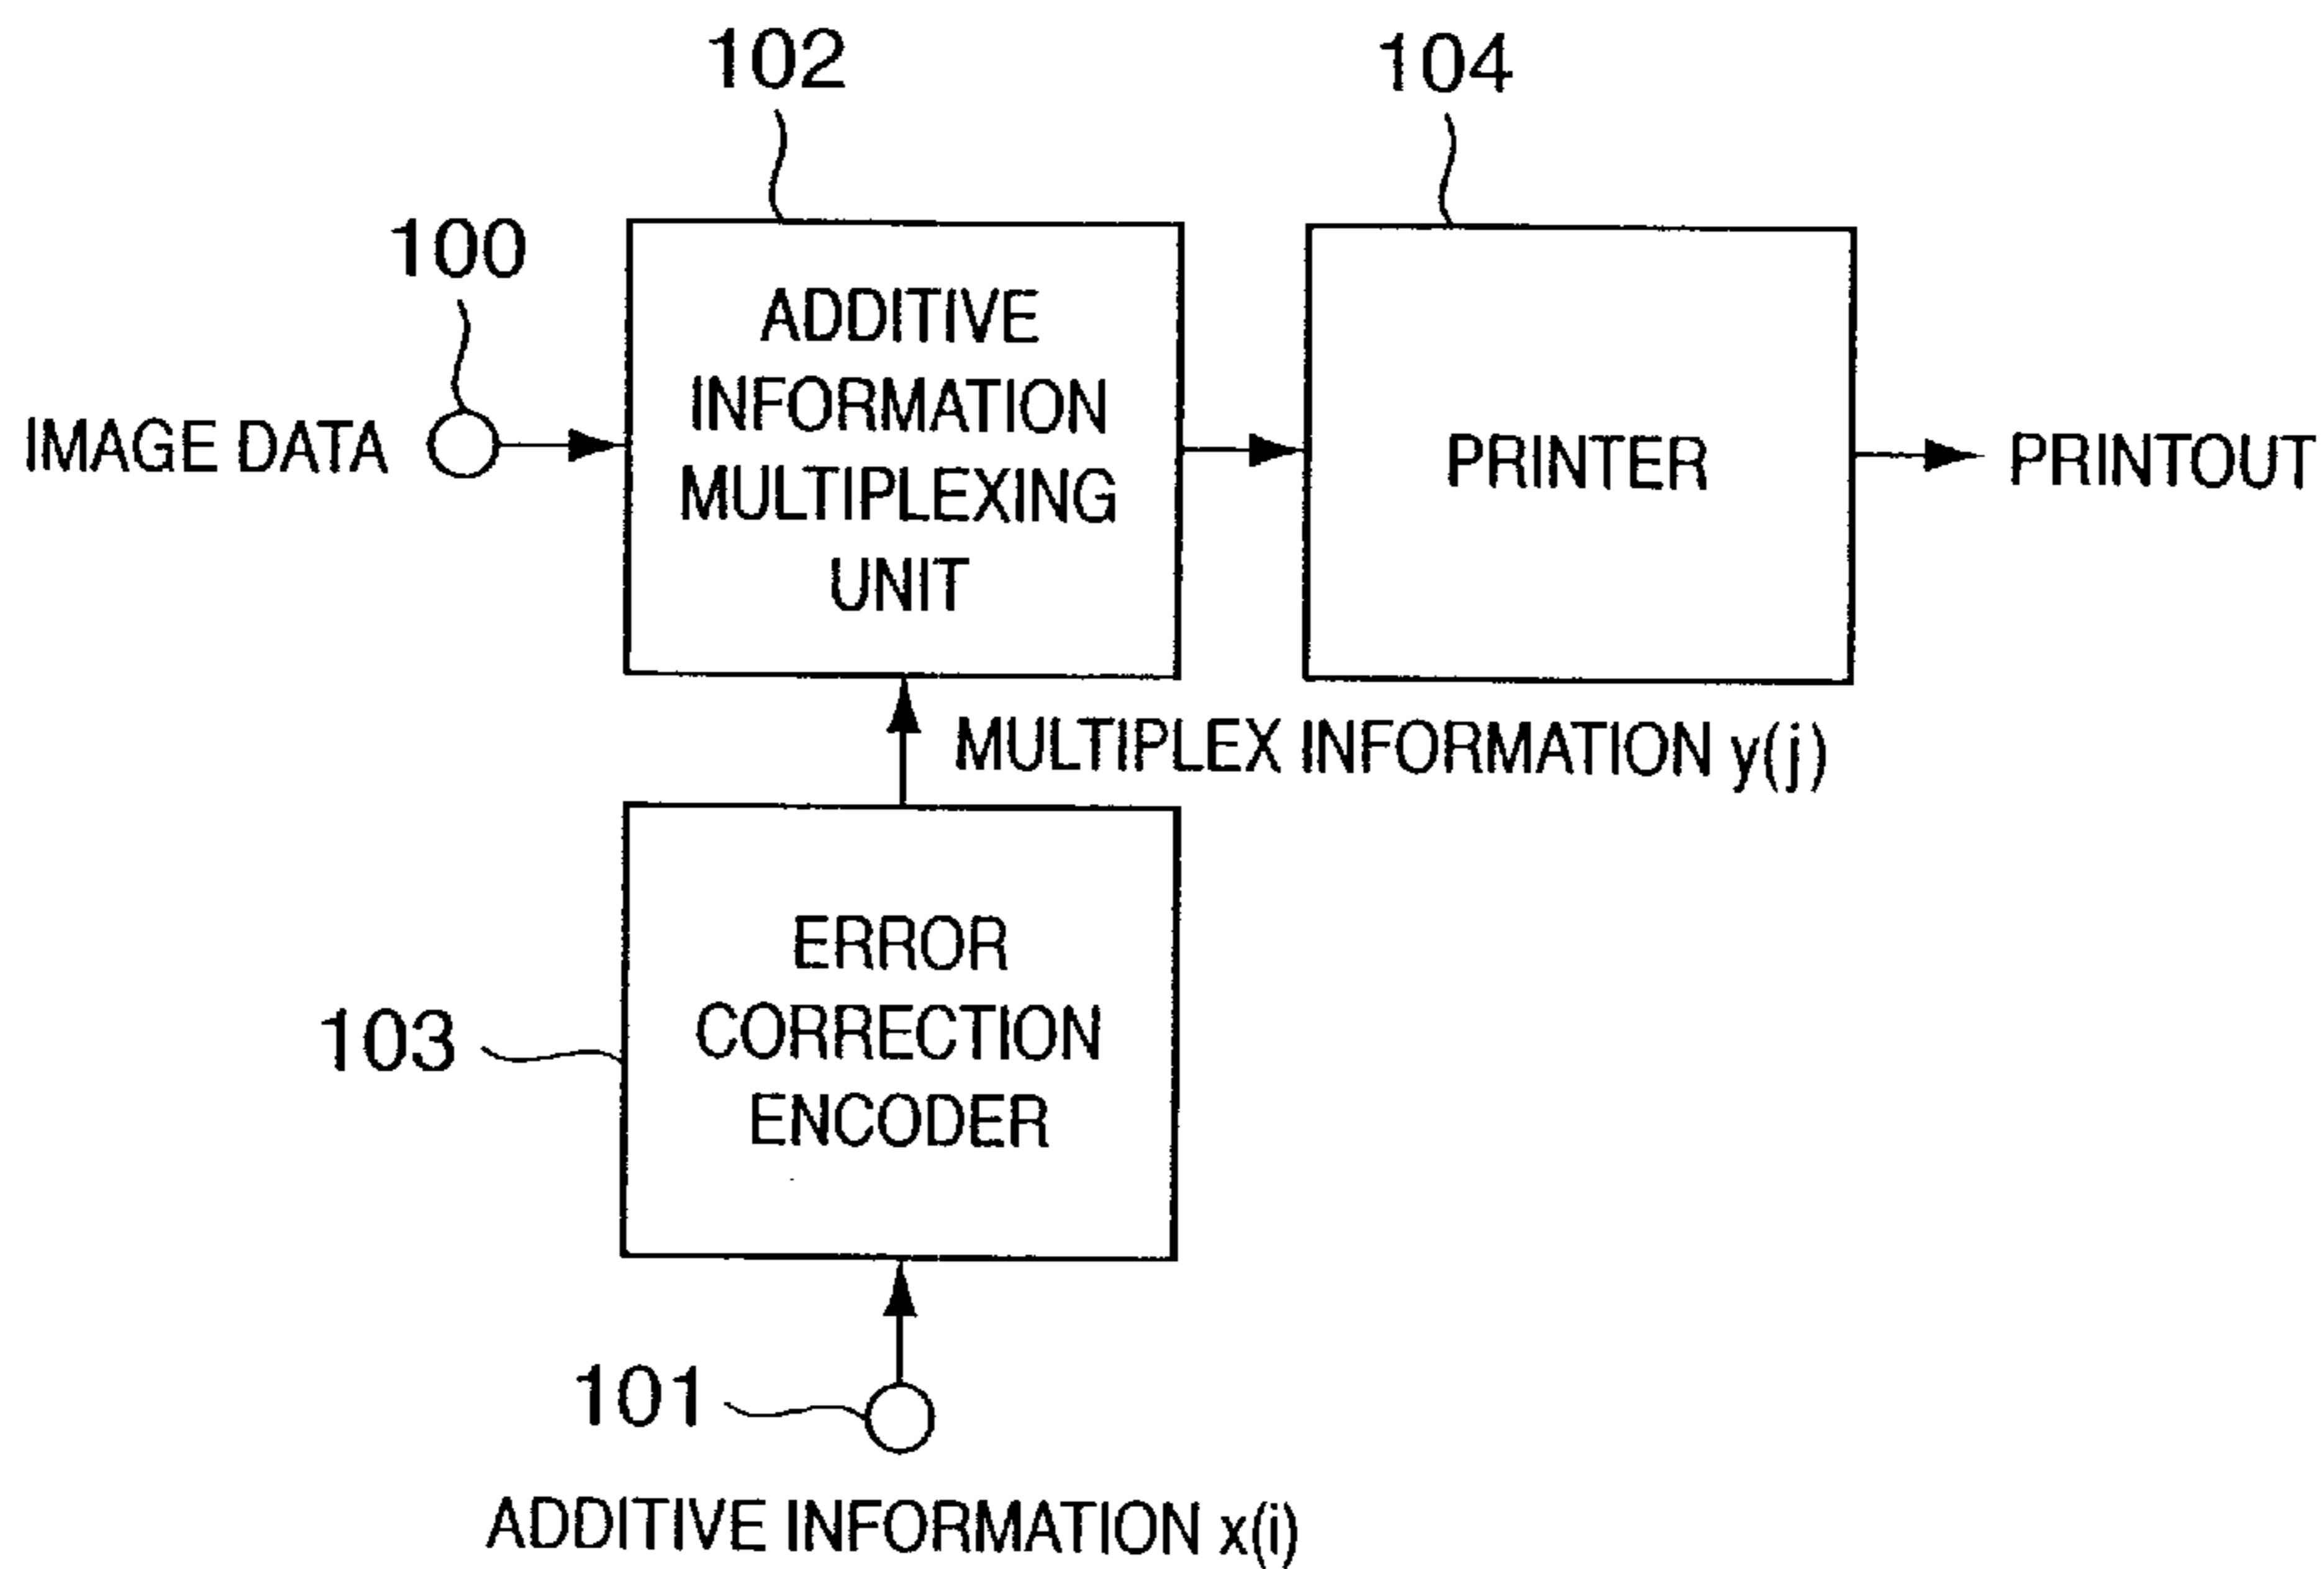 102
104
100
ADDITIVE
INFORMATION
MULTIPLEXING
UNIT
IMAGE DATA
PRINTER
PRINTOUT
MULTIPLEX INFORMATION y(j)
ERROR
CORRECTION
ENCODER
103
101
ADDITIVE INFORMATION x(i)